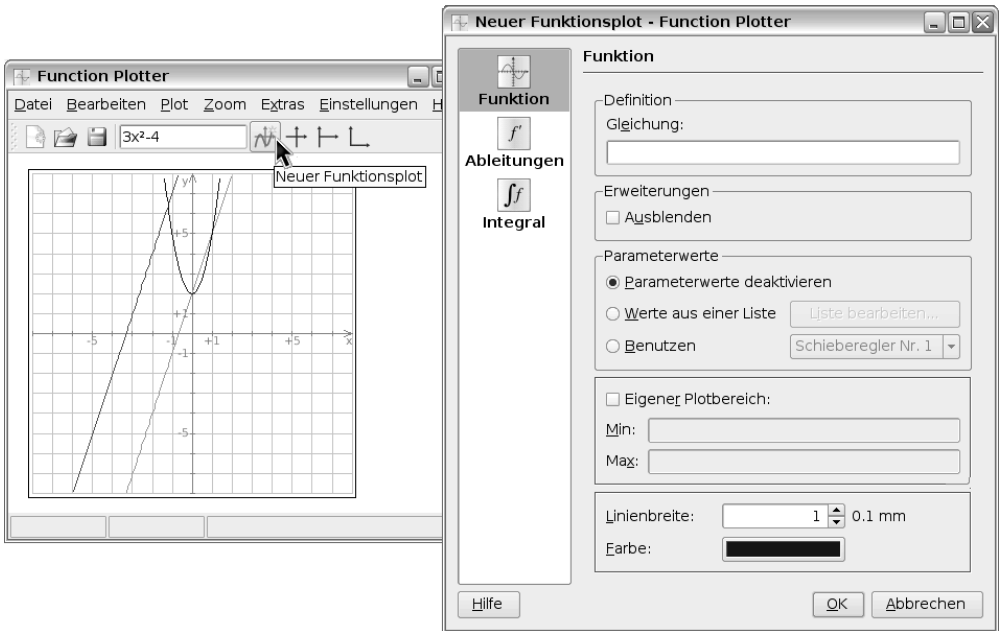 Function Plotter
Datei Bearbeiten Plot Zoom Extras Einstellungen H
3x²-4
Neuer Funktionsplot
y
+5
+1
-5 -1 +1 +5 x
-1
-5
Neuer Funktionsplot - Function Plotter
Funktion
Ableitungen
Integral
f'
∫f
Funktion
Definition
Gleichung:
Erweiterungen
Ausblenden
Parameterwerte
Parameterwerte deaktivieren
Werte aus einer Liste Liste bearbeiten...
Benutzen Schieberegler Nr. 1
Eigener Plotbereich:
Min:
Max:
Linienbreite: 1 0.1 mm
Farbe:
Hilfe OK Abbrechen